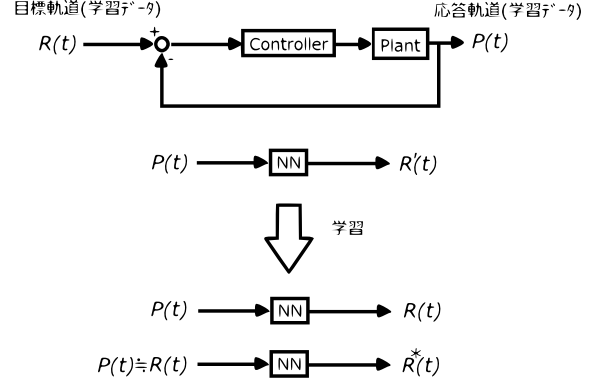 目標軌道(学習データ) 応答軌道(学習データ)
R(t) + - Controller Plant P(t)
P(t) NN R'(t)
学習
P(t) NN R(t)
P(t)≒R(t) NN R*(t)